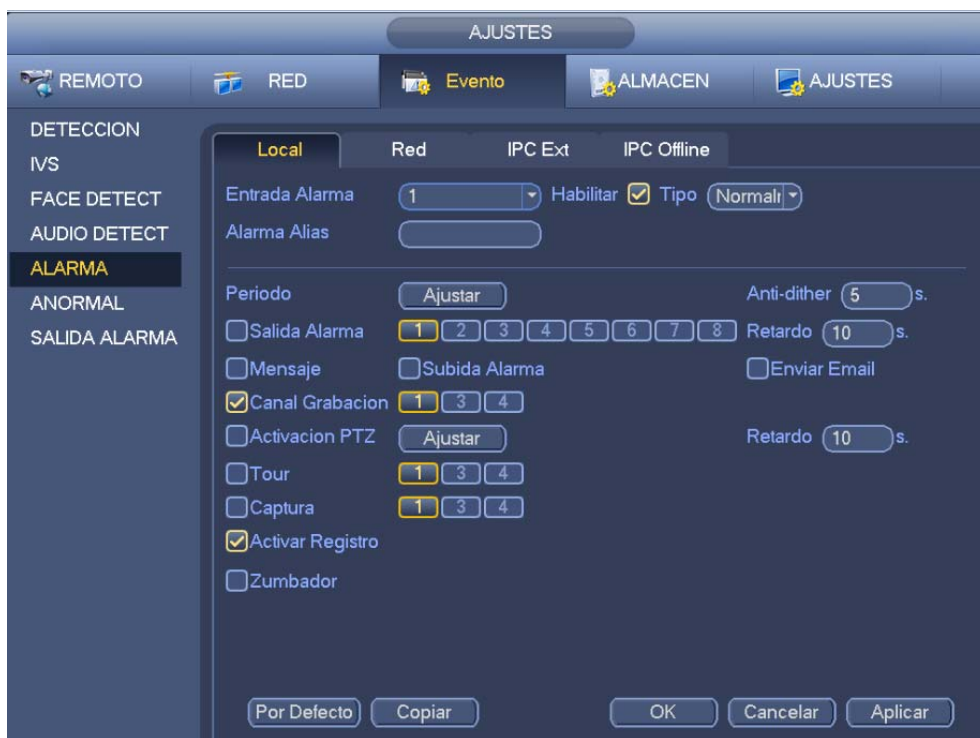 AJUSTES
REMOTO RED Evento ALMACEN AJUSTES
DETECCION
IVS
FACE DETECT
AUDIO DETECT
ALARMA
ANORMAL
SALIDA ALARMA
Local Red IPC Ext IPC Offline
Entrada Alarma 1 Habilitar Tipo Normalr
Alarma Alias
Periodo Ajustar Anti-dither 5 s.
Salida Alarma 1 2 3 4 5 6 7 8 Retardo 10 s.
Mensaje Subida Alarma Enviar Email
Canal Grabacion 1 3 4
Activacion PTZ Ajustar Retardo 10 s.
Tour 1 3 4
Captura 1 3 4
Activar Registro
Zumbador
Por Defecto Copiar OK Cancelar Aplicar